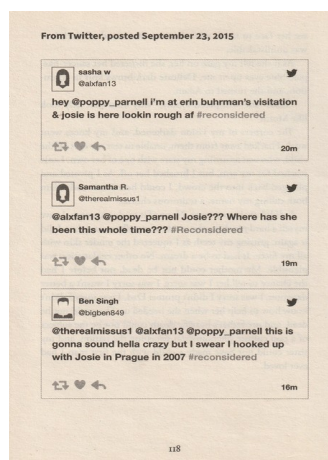 From Twitter, posted September 23, 2015
sasha w
@alxfan13
hey @poppy_parnell i'm at erin buhrman's visitation
& josie is here lookin rough af #reconsidered
20m
Samantha R.
@therealmissus1
@alxfan13 @poppy_parnell Josie??? Where has she
been this whole time??? #Reconsidered
19m
Ben Singh
@bigben849
@therealmissus1 @alxfan13 @poppy_parnell this is
gonna sound hella crazy but I swear I hooked up
with Josie in Prague in 2007 #reconsidered
16m
118